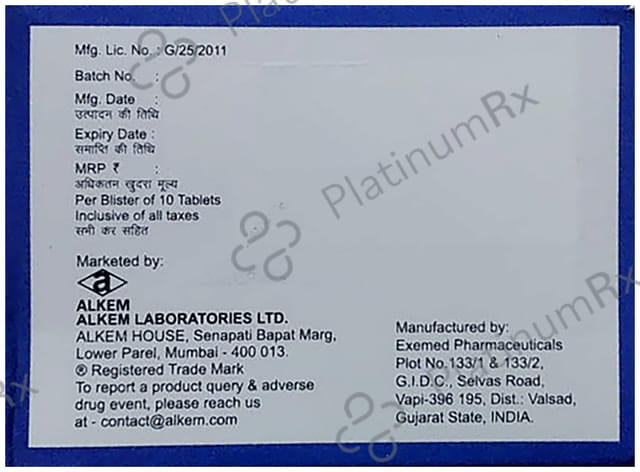 Mfg. Lic. No. : G/25/2011
Batch No. :
Mfg. Date :
उत्पादन की तिथि
Expiry Date :
समाप्ति की तिथि
MRP ₹ :
अधिकतम खुदरा मूल्य
Per Blister of 10 Tablets
Inclusive of all taxes
सभी कर सहित
Marketed by:
a
ALKEM
ALKEM LABORATORIES LTD.
ALKEM HOUSE, Senapati Bapat Marg,
Lower Parel, Mumbai - 400 013.
® Registered Trade Mark
To report a product query & adverse
drug event, please reach us
at - contact@alkem.com
Manufactured by:
Exemed Pharmaceuticals
Plot No.133/1 & 133/2,
G.I.D.C., Selvas Road,
Vapi-396 195, Dist.: Valsad,
Gujarat State, INDIA.
PlatinumRx
PlatinumRx
PlatinumRx
Rx